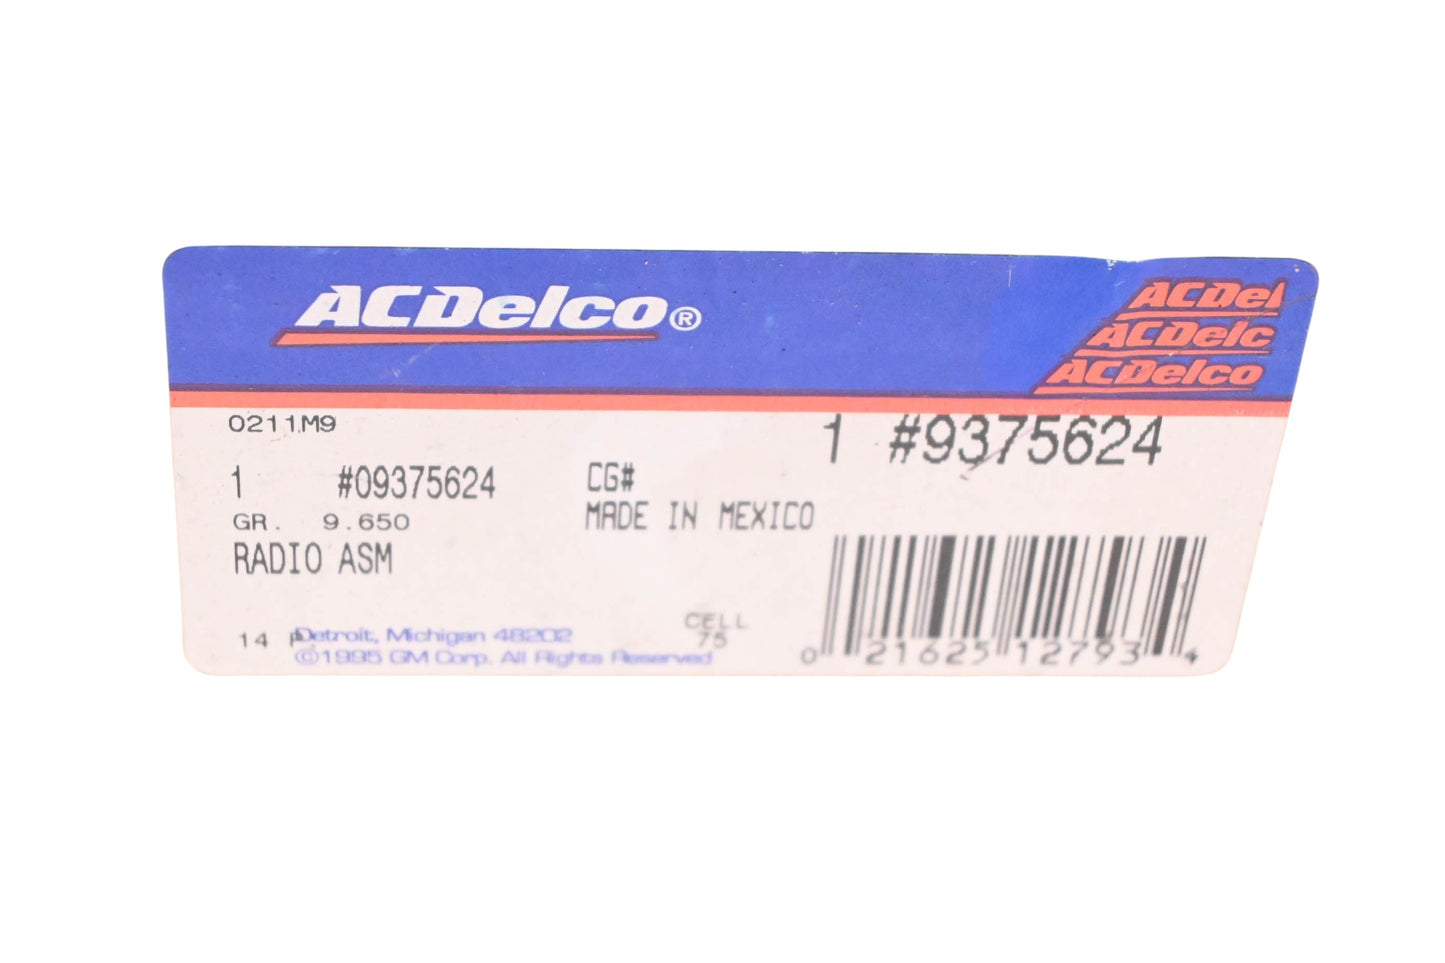 ACDelco®
ACDel
ACDelc
ACDelco
0211M9
1 #9375624
1 #09375624
CG#
GR. 9.650
MADE IN MEXICO
RADIO ASM
CELL
75
14 P
Detroit, Michigan 48202
©1995 GM Corp. All Rights Reserved
0 21625 12793 4